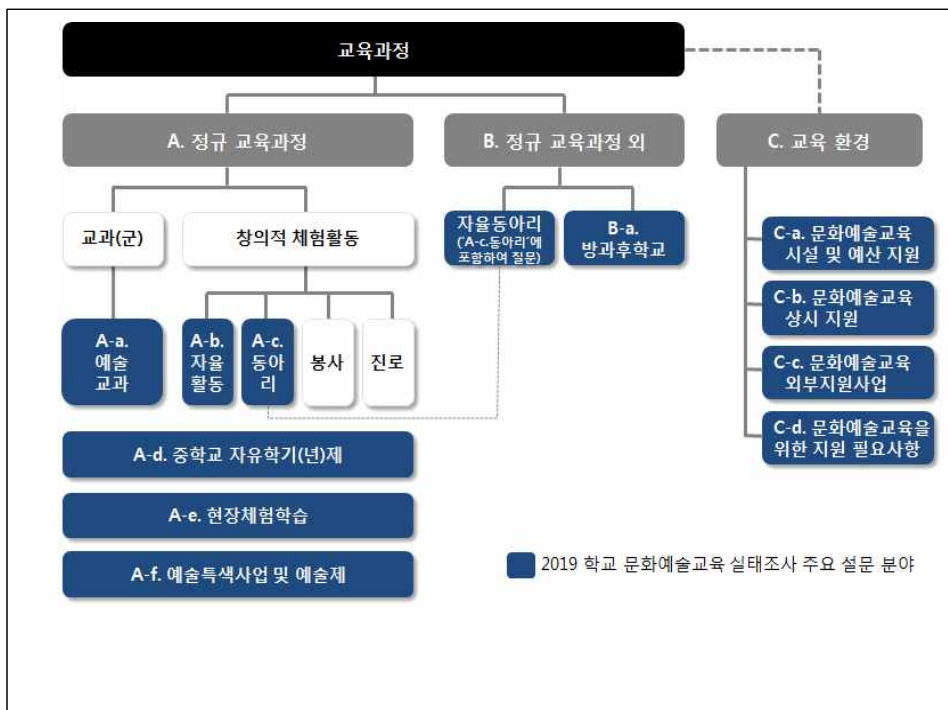 교육과정
A. 정규 교육과정
B. 정규 교육과정 외
C. 교육 환경
교과(군)
창의적 체험활동
자율동아리
('A-c.동아리'에
포함하여 질문)
B-a.
방과후학교
A-a.
예술
교과
A-b.
자율
활동
A-c.
동아
리
봉사
진로
A-d. 중학교 자유학기(년)제
A-e. 현장체험학습
A-f. 예술특색사업 및 예술제
C-a. 문화예술교육
시설 및 예산 지원
C-b. 문화예술교육
상시 지원
C-c. 문화예술교육
외부지원사업
C-d. 문화예술교육을
위한 지원 필요사항
2019 학교 문화예술교육 실태조사 주요 설문 분야